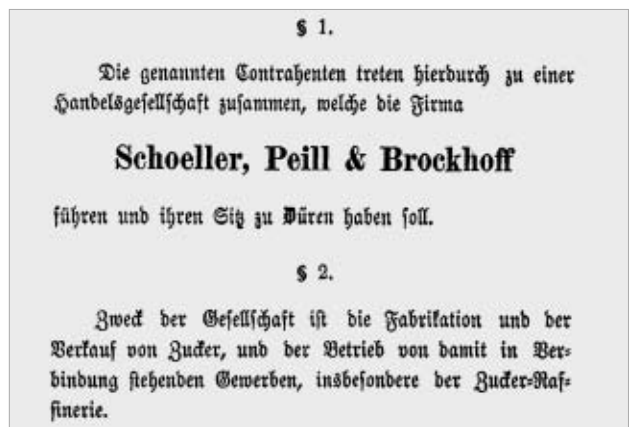 § 1.
Die genannten Contrahenten treten hierdurch zu einer
Handelsgesellschaft zusammen, welche die Firma
Schoeller, Peill & Brockhoff
führen und ihren Sitz zu Düren haben soll.
§ 2.
Zweck der Gesellschaft ist die Fabrikation und der
Verkauf von Zucker, und der Betrieb von damit in Ver-
bindung stehenden Gewerben, insbesondere der Zucker-Raf-
finerie.